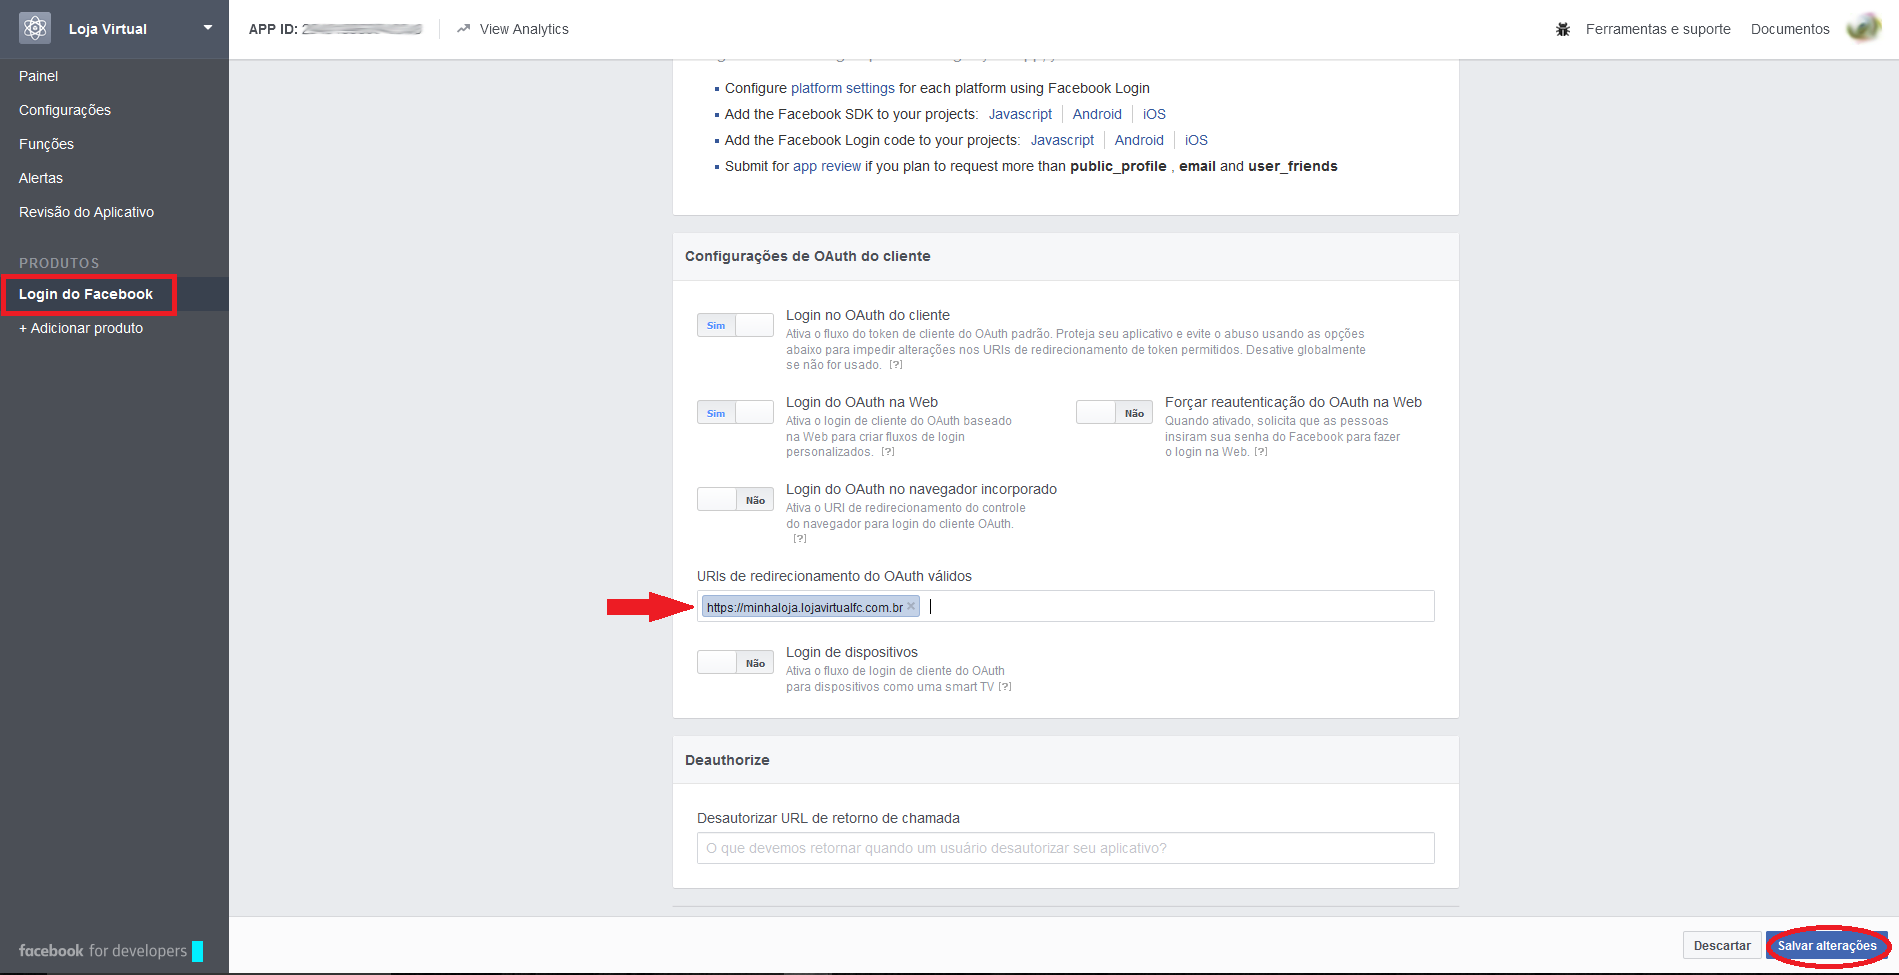 Loja Virtual
APP ID:
View Analytics
Ferramentas e suporte
Documentos
Painel
Configurações
Funções
Alertas
Revisão do Aplicativo
PRODUTOS
Login do Facebook
+ Adicionar produto
facebook for developers
Configure platform settings for each platform using Facebook Login
Add the Facebook SDK to your projects: Javascript Android iOS
Add the Facebook Login code to your projects: Javascript Android iOS
Submit for app review if you plan to request more than public_profile , email and user_friends
Configurações de OAuth do cliente
Sim
Login no OAuth do cliente
Ativa o fluxo do token de cliente do OAuth padrão. Proteja seu aplicativo e evite o abuso usando as opções
abaixo para impedir alterações nos URIs de redirecionamento de token permitidos. Desative globalmente
se não for usado. [?]
Sim
Login do OAuth na Web
Ativa o login de cliente do OAuth baseado
na Web para criar fluxos de login
personalizados. [?]
Não
Forçar reautenticação do OAuth na Web
Quando ativado, solicita que as pessoas
insiram sua senha do Facebook para fazer
o login na Web. [?]
Não
Login do OAuth no navegador incorporado
Ativa o URI de redirecionamento do controle
do navegador para login do cliente OAuth.
[?]
URIs de redirecionamento do OAuth válidos
https://minhaloja.lojavirtualfc.com.br
Não
Login de dispositivos
Ativa o fluxo de login de cliente do OAuth
para dispositivos como uma smart TV [?]
Deauthorize
Desautorizar URL de retorno de chamada
O que devemos retornar quando um usuário desautorizar seu aplicativo?
Descartar
Salvar alterações